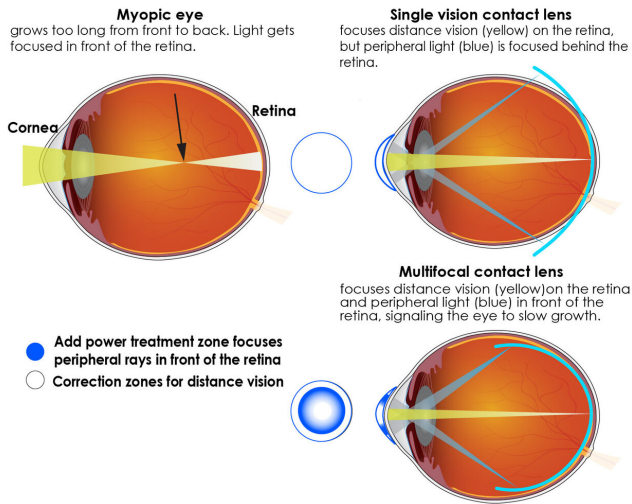 Myopic eye
grows too long from front to back. Light gets
focused in front of the retina.
Cornea
Retina
Single vision contact lens
focuses distance vision (yellow) on the retina,
but peripheral light (blue) is focused behind the
retina.
Multifocal contact lens
focuses distance vision (yellow)on the retina
and peripheral light (blue) in front of the
retina, signaling the eye to slow growth.
Add power treatment zone focuses
peripheral rays in front of the retina
Correction zones for distance vision